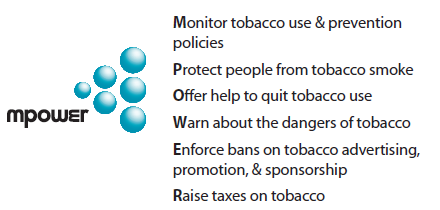 mpower
Monitor tobacco use & prevention
policies
Protect people from tobacco smoke
Offer help to quit tobacco use
Warn about the dangers of tobacco
Enforce bans on tobacco advertising,
promotion, & sponsorship
Raise taxes on tobacco